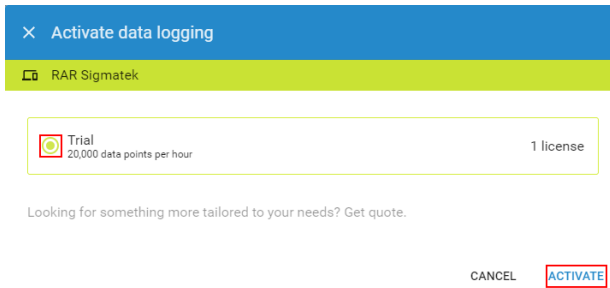 Activate data logging
RAR Sigmatek
Trial
20,000 data points per hour
1 license
Looking for something more tailored to your needs? Get quote.
CANCEL ACTIVATE